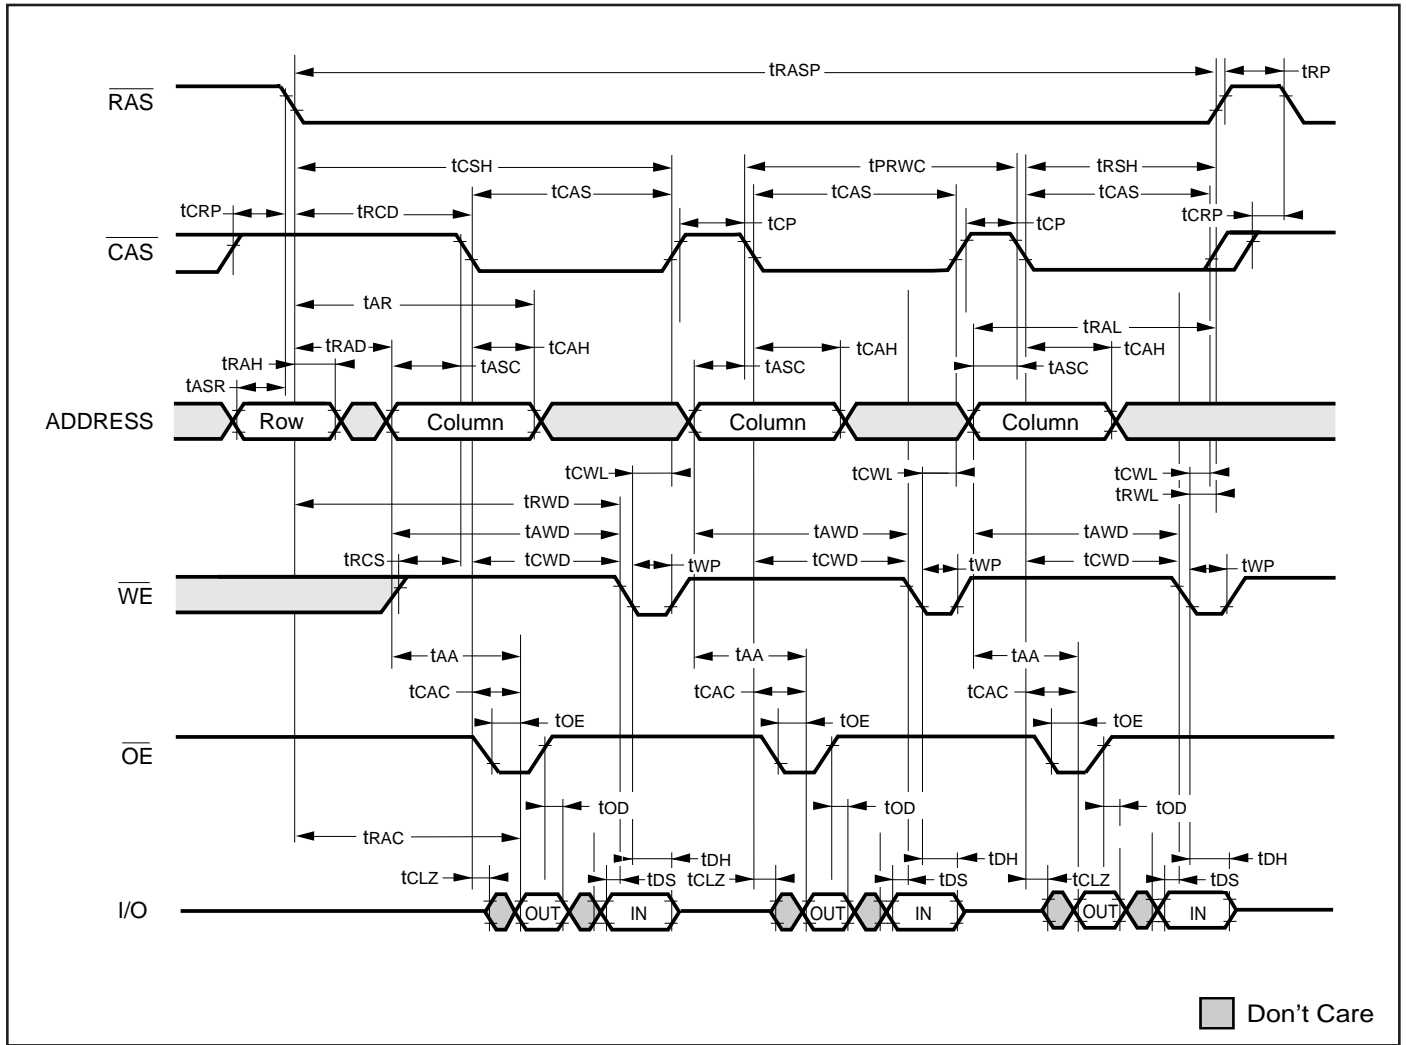 tRASP tRP
RAS
tCSH tPRWC tRSH
tCAS tCAS tCAS
tCRP tRCD tCP tCP tCRP
CAS
tAR tRAL
tRAD tCAH tCAH tCAH
tRAH tASC tASC tASC
tASR
ADDRESS Row Column Column Column
tCWL tCWL tCWL
tRWD tRWL
tAWD tAWD tAWD
tRCS tCWD tWP tCWD tWP tCWD tWP
WE
tAA tAA tAA
tCAC tCAC tCAC
tOE tOE tOE
OE
tOD tOD tOD
tRAC
tDH tDH tDH
tCLZ tDS tCLZ tDS tCLZ tDS
I/O OUT IN OUT IN OUT IN
Don't Care